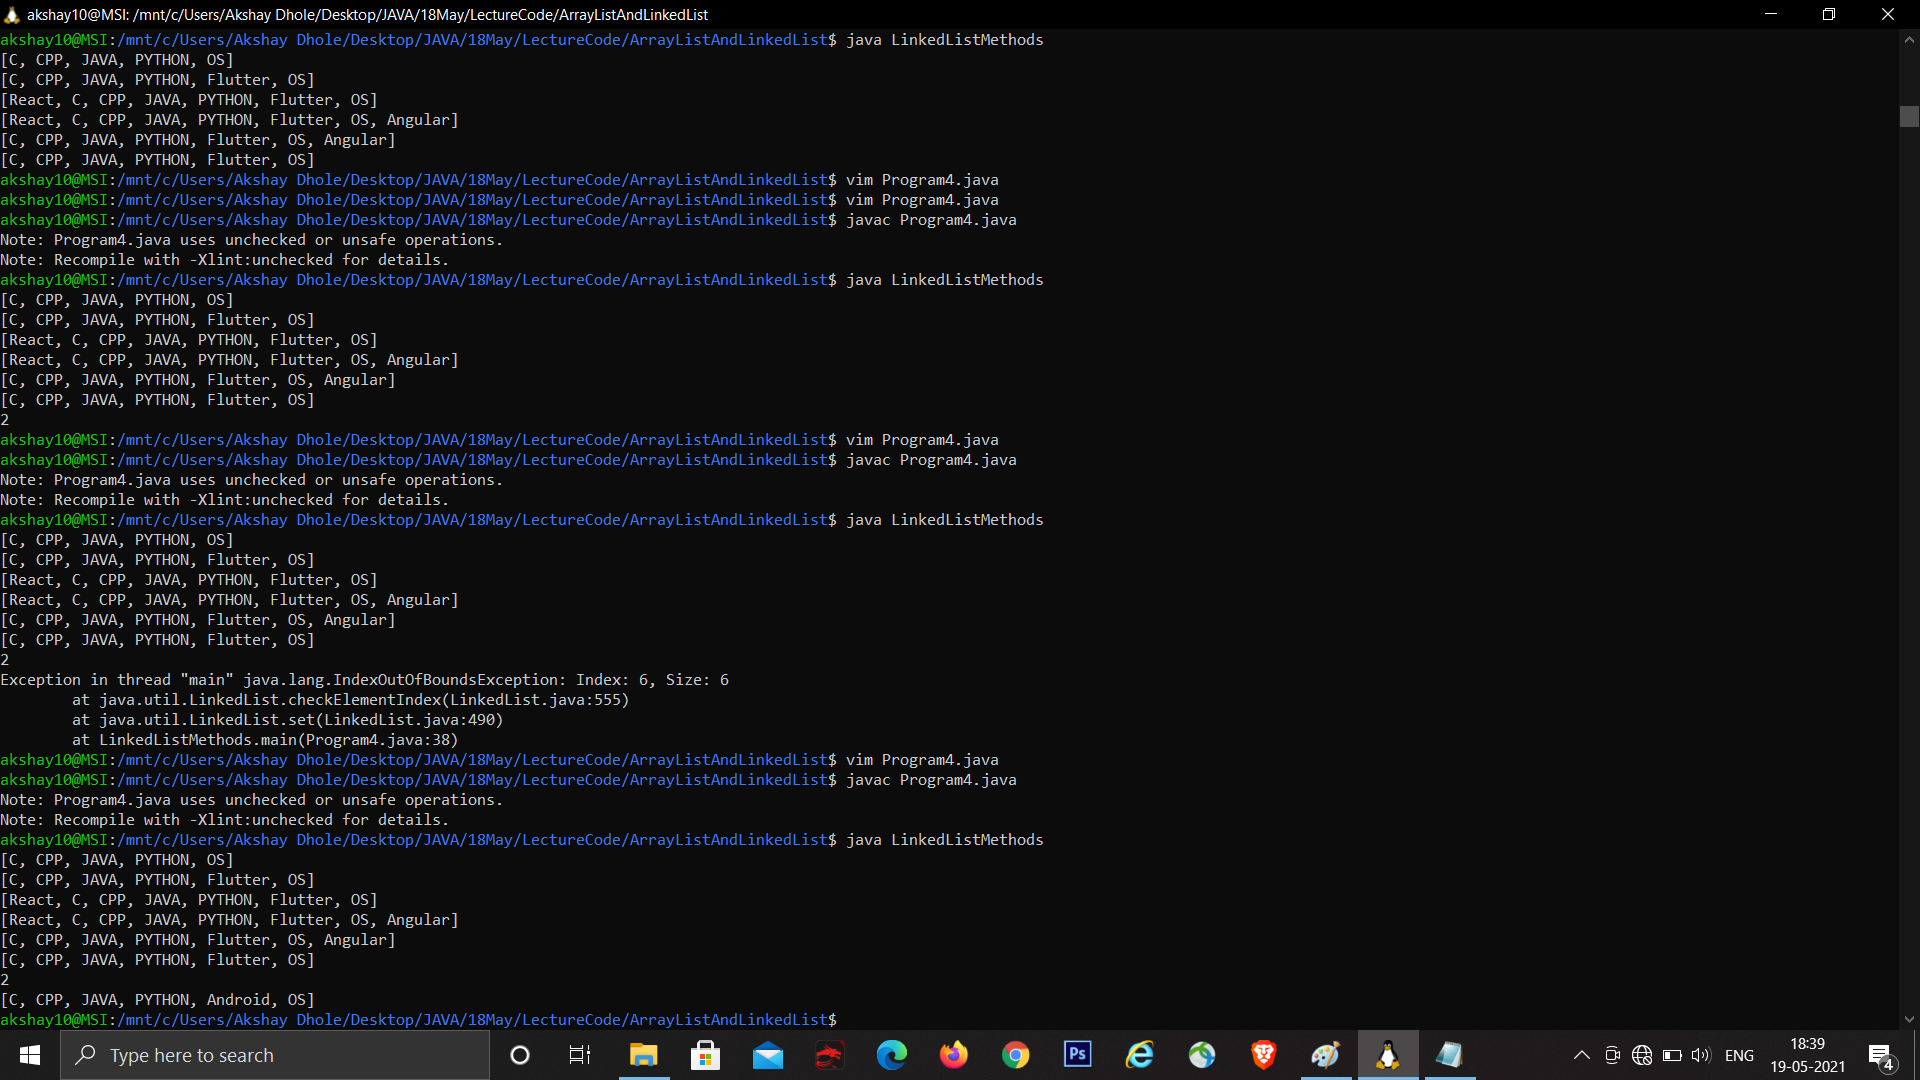 akshay10@MSI: /mnt/c/Users/Akshay Dhole/Desktop/JAVA/18May/LectureCode/ArrayListAndLinkedList
akshay10@MSI:/mnt/c/Users/Akshay Dhole/Desktop/JAVA/18May/LectureCode/ArrayListAndLinkedList$ java LinkedListMethods
[C, CPP, JAVA, PYTHON, OS]
[C, CPP, JAVA, PYTHON, Flutter, OS]
[React, C, CPP, JAVA, PYTHON, Flutter, OS]
[React, C, CPP, JAVA, PYTHON, Flutter, OS, Angular]
[C, CPP, JAVA, PYTHON, Flutter, OS, Angular]
[C, CPP, JAVA, PYTHON, Flutter, OS]
akshay10@MSI:/mnt/c/Users/Akshay Dhole/Desktop/JAVA/18May/LectureCode/ArrayListAndLinkedList$ vim Program4.java
akshay10@MSI:/mnt/c/Users/Akshay Dhole/Desktop/JAVA/18May/LectureCode/ArrayListAndLinkedList$ vim Program4.java
akshay10@MSI:/mnt/c/Users/Akshay Dhole/Desktop/JAVA/18May/LectureCode/ArrayListAndLinkedList$ javac Program4.java
Note: Program4.java uses unchecked or unsafe operations.
Note: Recompile with -Xlint:unchecked for details.
akshay10@MSI:/mnt/c/Users/Akshay Dhole/Desktop/JAVA/18May/LectureCode/ArrayListAndLinkedList$ java LinkedListMethods
[C, CPP, JAVA, PYTHON, OS]
[C, CPP, JAVA, PYTHON, Flutter, OS]
[React, C, CPP, JAVA, PYTHON, Flutter, OS]
[React, C, CPP, JAVA, PYTHON, Flutter, OS, Angular]
[C, CPP, JAVA, PYTHON, Flutter, OS, Angular]
[C, CPP, JAVA, PYTHON, Flutter, OS]
2
akshay10@MSI:/mnt/c/Users/Akshay Dhole/Desktop/JAVA/18May/LectureCode/ArrayListAndLinkedList$ vim Program4.java
akshay10@MSI:/mnt/c/Users/Akshay Dhole/Desktop/JAVA/18May/LectureCode/ArrayListAndLinkedList$ javac Program4.java
Note: Program4.java uses unchecked or unsafe operations.
Note: Recompile with -Xlint:unchecked for details.
akshay10@MSI:/mnt/c/Users/Akshay Dhole/Desktop/JAVA/18May/LectureCode/ArrayListAndLinkedList$ java LinkedListMethods
[C, CPP, JAVA, PYTHON, OS]
[C, CPP, JAVA, PYTHON, Flutter, OS]
[React, C, CPP, JAVA, PYTHON, Flutter, OS]
[React, C, CPP, JAVA, PYTHON, Flutter, OS, Angular]
[C, CPP, JAVA, PYTHON, Flutter, OS, Angular]
[C, CPP, JAVA, PYTHON, Flutter, OS]
2
Exception in thread "main" java.lang.IndexOutOfBoundsException: Index: 6, Size: 6
        at java.util.LinkedList.checkElementIndex(LinkedList.java:555)
        at java.util.LinkedList.set(LinkedList.java:490)
        at LinkedListMethods.main(Program4.java:38)
akshay10@MSI:/mnt/c/Users/Akshay Dhole/Desktop/JAVA/18May/LectureCode/ArrayListAndLinkedList$ vim Program4.java
akshay10@MSI:/mnt/c/Users/Akshay Dhole/Desktop/JAVA/18May/LectureCode/ArrayListAndLinkedList$ javac Program4.java
Note: Program4.java uses unchecked or unsafe operations.
Note: Recompile with -Xlint:unchecked for details.
akshay10@MSI:/mnt/c/Users/Akshay Dhole/Desktop/JAVA/18May/LectureCode/ArrayListAndLinkedList$ java LinkedListMethods
[C, CPP, JAVA, PYTHON, OS]
[C, CPP, JAVA, PYTHON, Flutter, OS]
[React, C, CPP, JAVA, PYTHON, Flutter, OS]
[React, C, CPP, JAVA, PYTHON, Flutter, OS, Angular]
[C, CPP, JAVA, PYTHON, Flutter, OS, Angular]
[C, CPP, JAVA, PYTHON, Flutter, OS]
2
[C, CPP, JAVA, PYTHON, Android, OS]
akshay10@MSI:/mnt/c/Users/Akshay Dhole/Desktop/JAVA/18May/LectureCode/ArrayListAndLinkedList$
Type here to search
Ps
ENG
18:39
19-05-2021
4